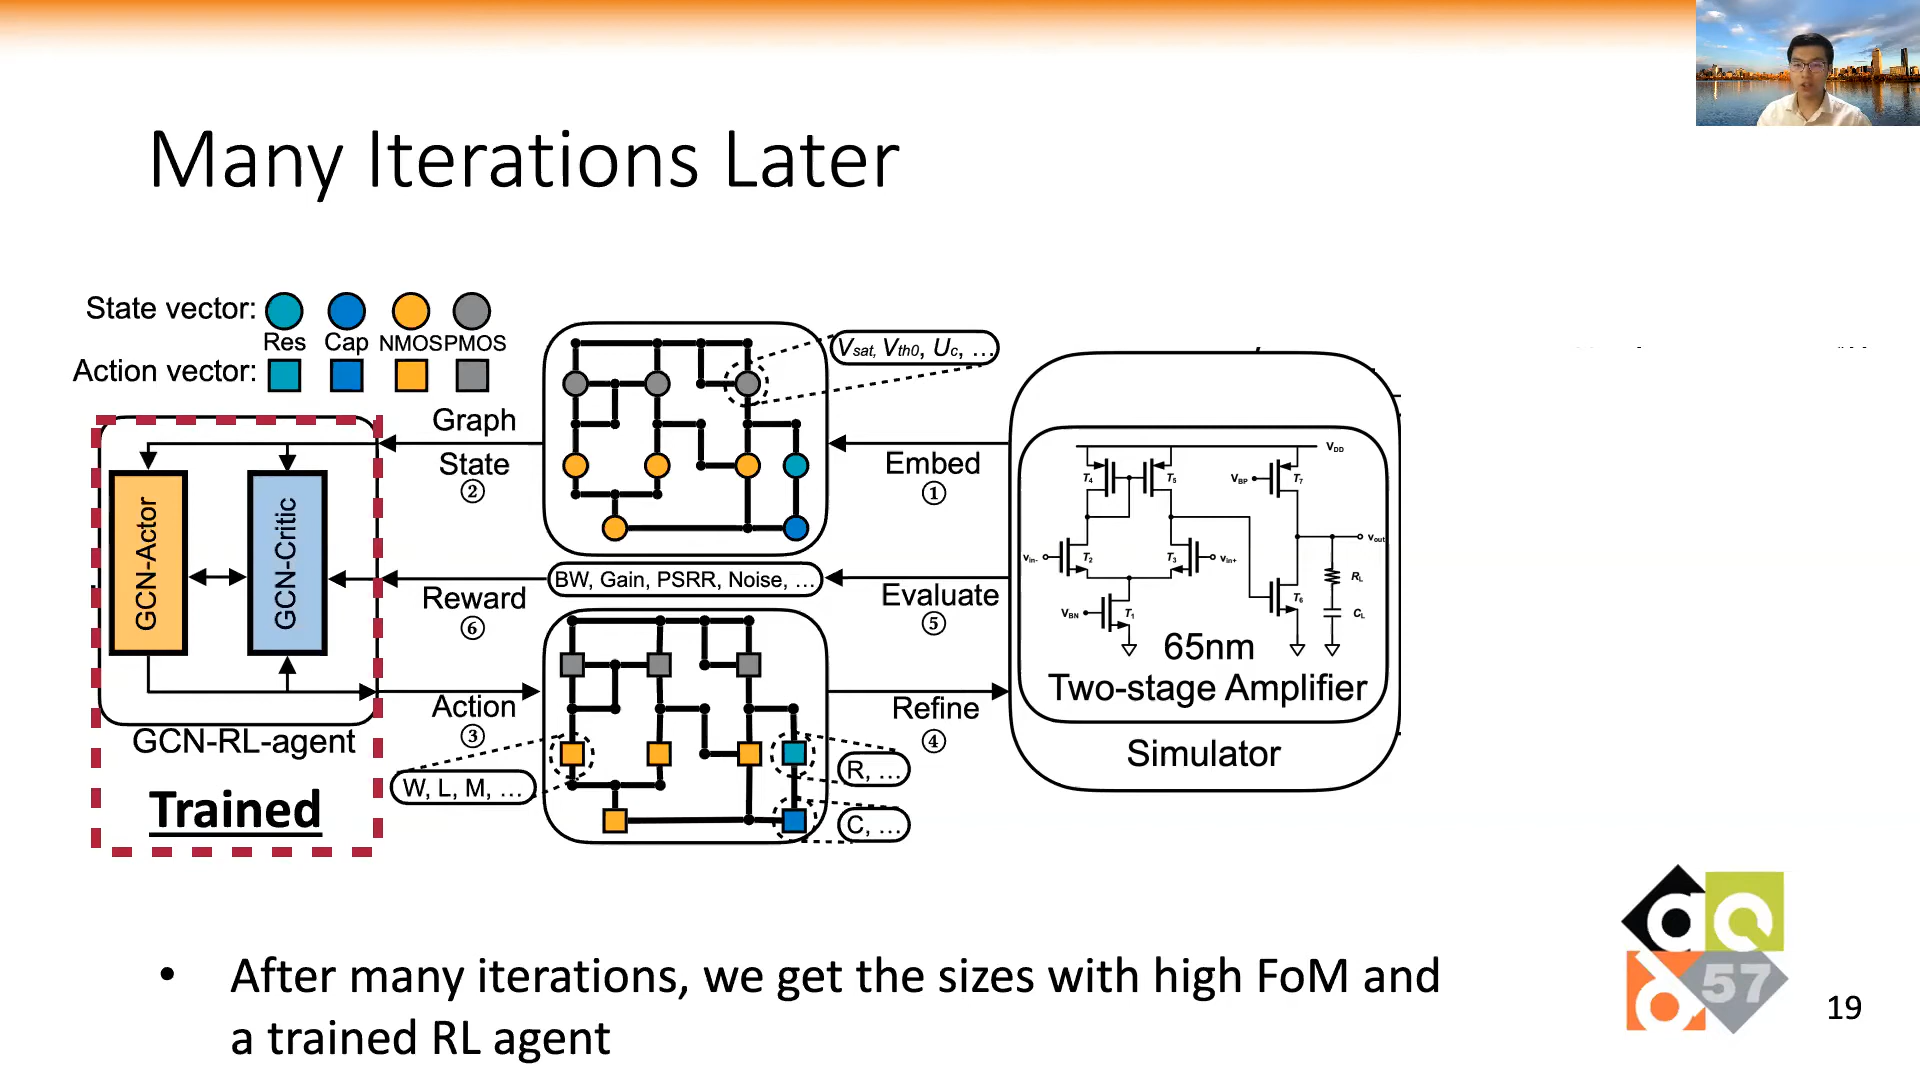 Many Iterations Later
State vector:
Res Cap NMOS PMOS
Action vector:
Graph
State
②
Vsat, Vth0, Uc, ...
Embed
①
GCN-Actor
GCN-Critic
Reward
⑥
BW, Gain, PSRR, Noise, ...
Evaluate
⑤
Action
③
Refine
④
GCN-RL-agent
Trained
W, L, M, ...
R, ...
C, ...
VDD
T4
T5
VBP
T7
Vin-
T2
T3
Vin+
Vout
RL
VBN
T1
T6
CL
65nm
Two-stage Amplifier
Simulator
• After many iterations, we get the sizes with high FoM and
a trained RL agent
57
19